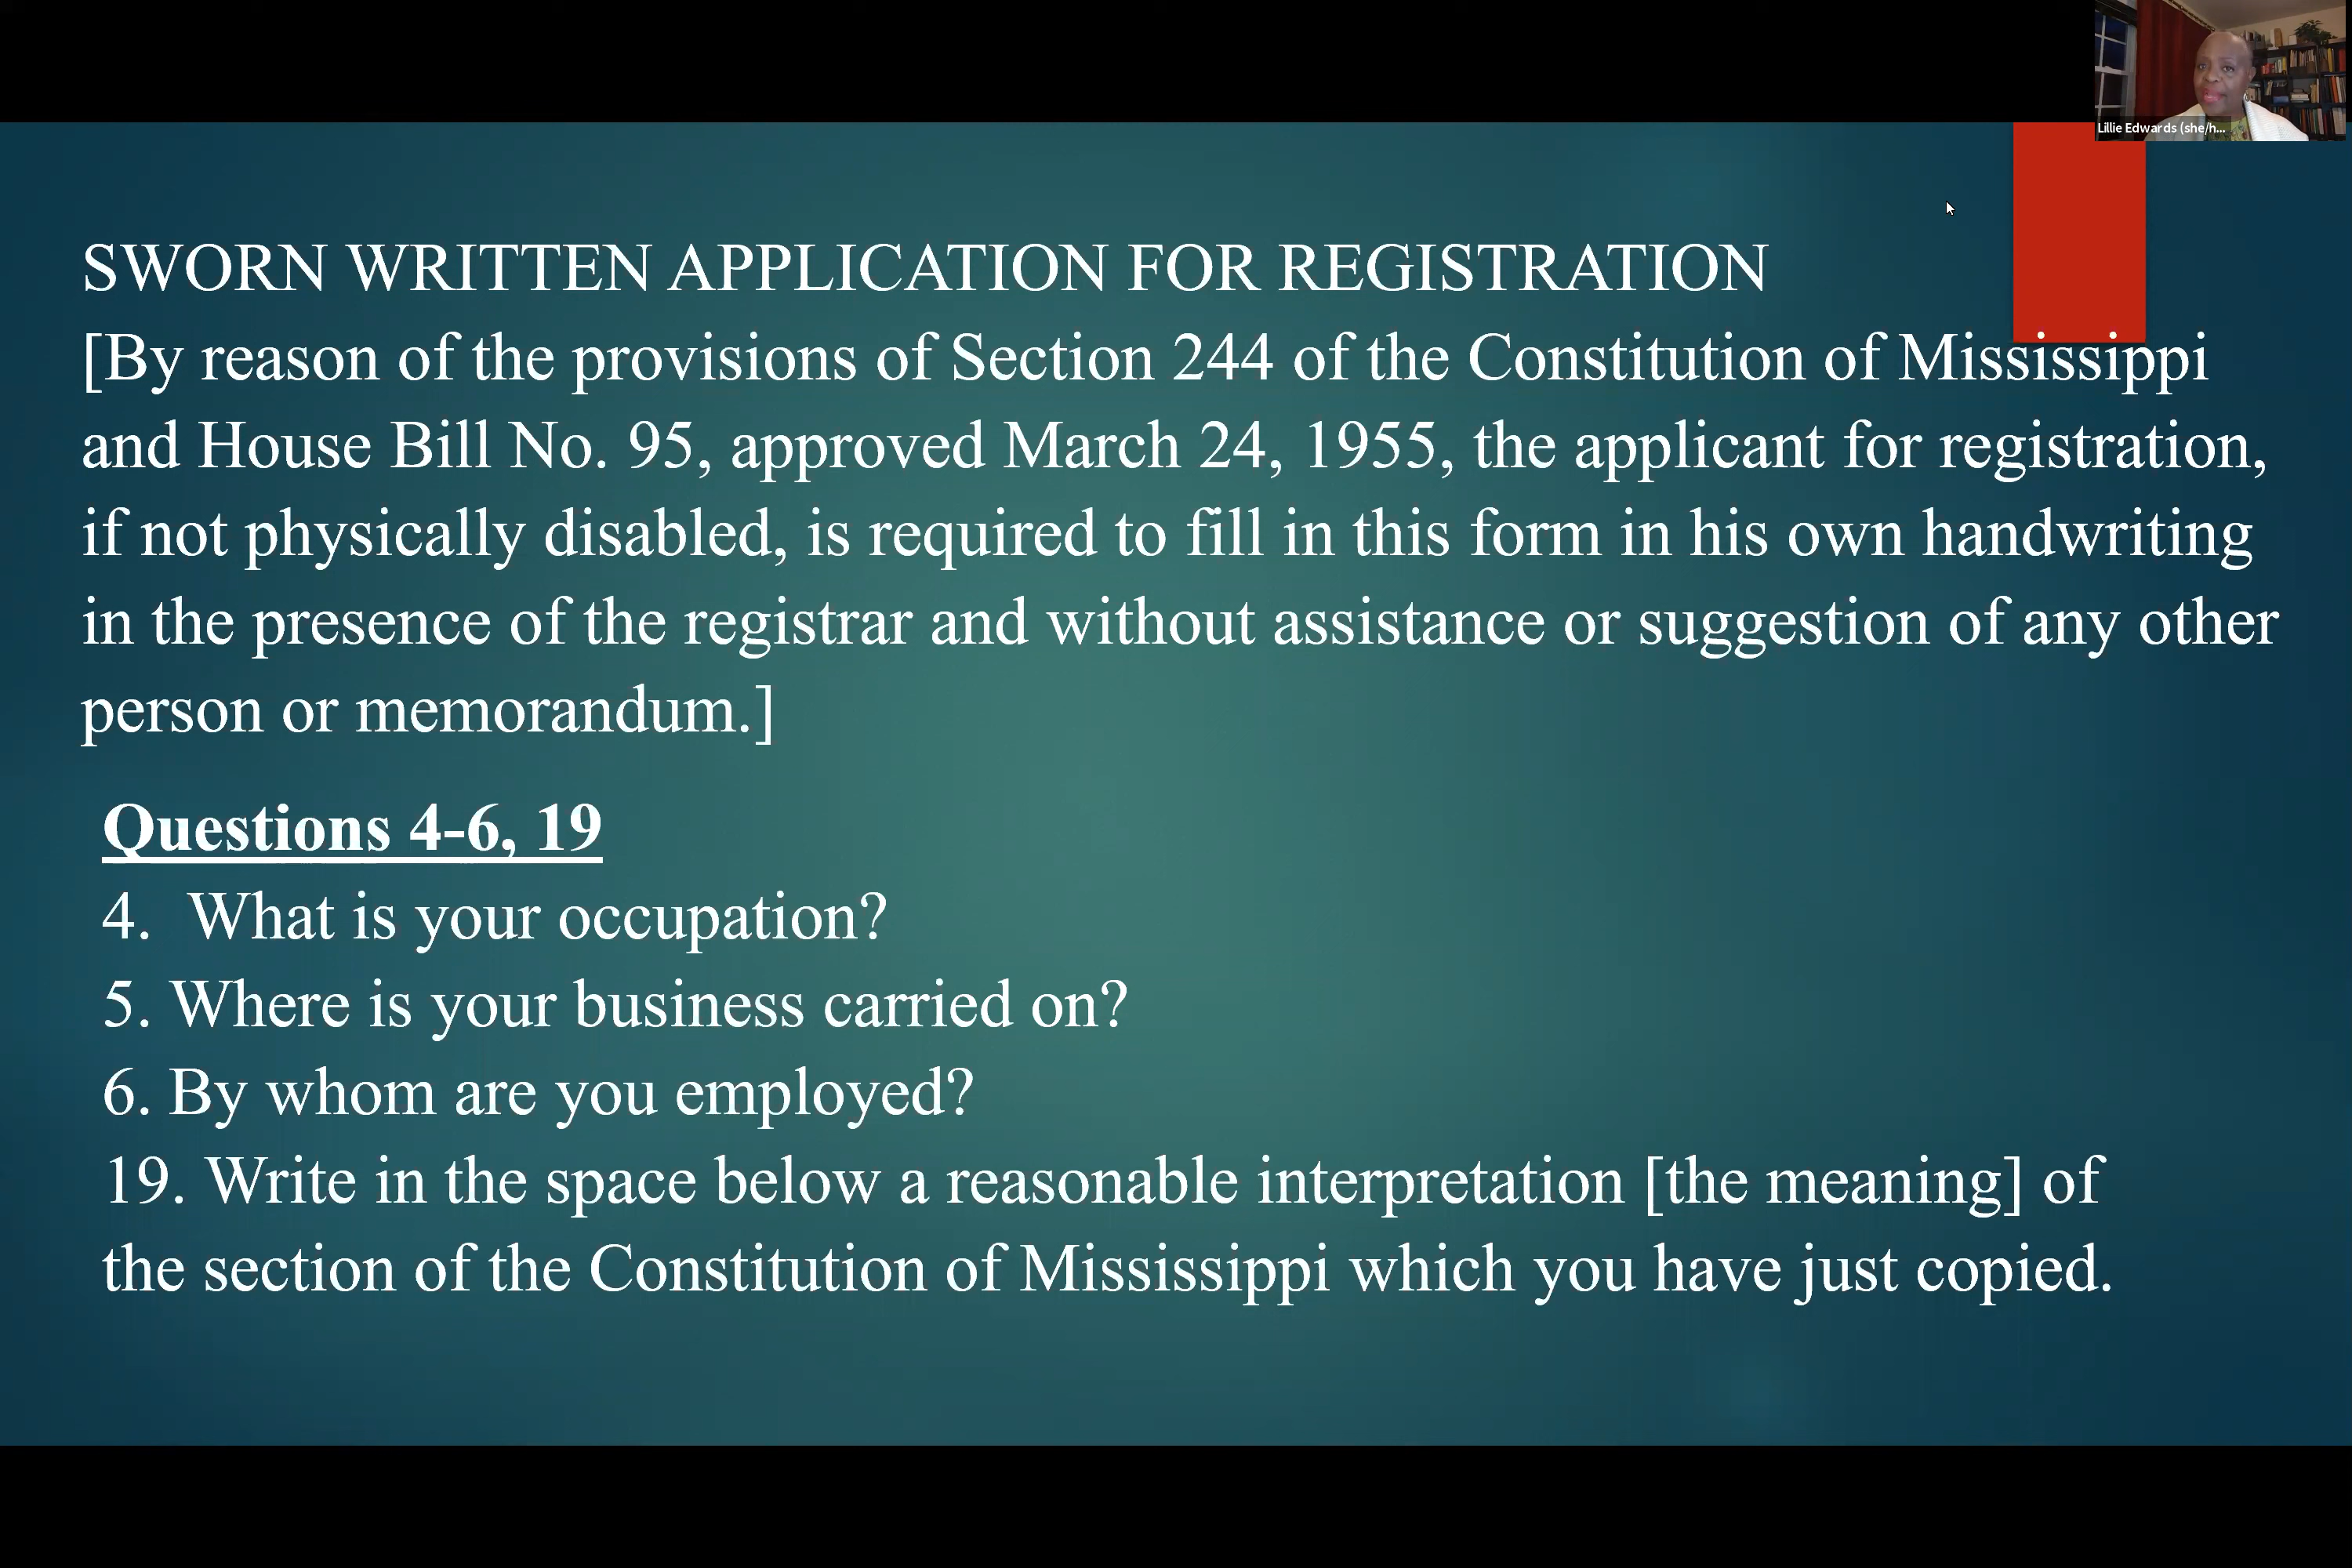 Lillie Edwards (she/h...
SWORN WRITTEN APPLICATION FOR REGISTRATION
[By reason of the provisions of Section 244 of the Constitution of Mississippi
and House Bill No. 95, approved March 24, 1955, the applicant for registration,
if not physically disabled, is required to fill in this form in his own handwriting
in the presence of the registrar and without assistance or suggestion of any other
person or memorandum.]
Questions 4-6, 19
4. What is your occupation?
5. Where is your business carried on?
6. By whom are you employed?
19. Write in the space below a reasonable interpretation [the meaning] of
the section of the Constitution of Mississippi which you have just copied.